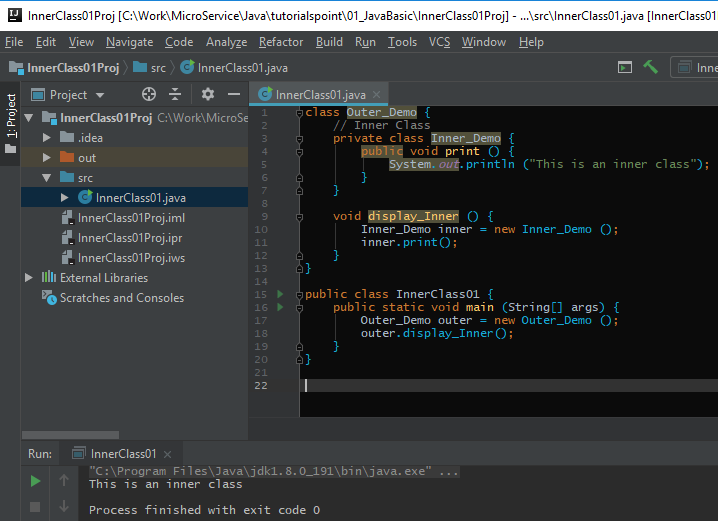 InnerClass01Proj [C:\Work\MicroService\Java\tutorialspoint\01_JavaBasic\InnerClass01Proj] - ...\src\InnerClass01.java [InnerClass01
File Edit View Navigate Code Analyze Refactor Build Run Tools VCS Window Help
InnerClass01Proj src InnerClass01.java Inner
1: Project
Project
InnerClass01Proj C:\Work\MicroSe
.idea
out
src
InnerClass01.java
InnerClass01Proj.iml
InnerClass01Proj.ipr
InnerClass01Proj.iws
External Libraries
Scratches and Consoles
InnerClass01.java
1 class Outer_Demo {
2 // Inner Class
3 private class Inner_Demo {
4 public void print () {
5 System.out.println ("This is an inner class");
6 }
7 }
8
9 void display_Inner () {
10 Inner_Demo inner = new Inner_Demo ();
11 inner.print();
12 }
13 }
14
15 public class InnerClass01 {
16 public static void main (String[] args) {
17 Outer_Demo outer = new Outer_Demo ();
18 outer.display_Inner();
19 }
20 }
21
22
Run: InnerClass01
"C:\Program Files\Java\jdk1.8.0_191\bin\java.exe" ...
This is an inner class
Process finished with exit code 0